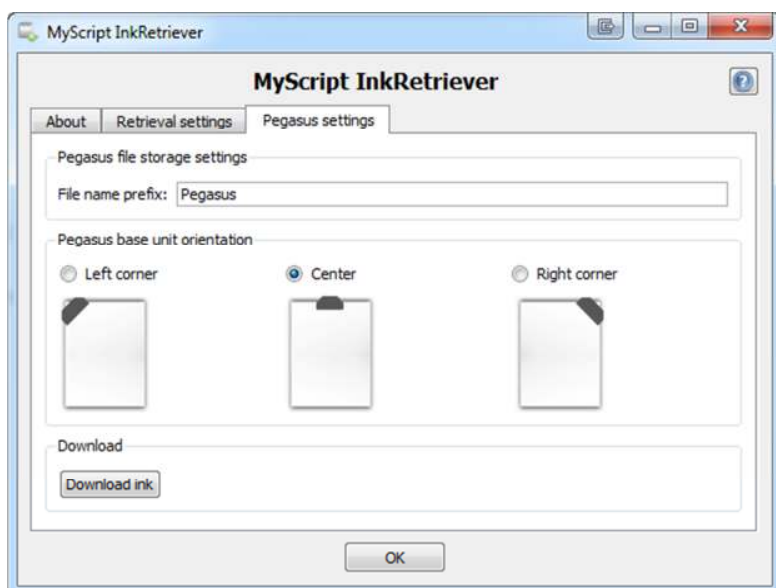 MyScript InkRetriever
MyScript InkRetriever
About Retrieval settings Pegasus settings
Pegasus file storage settings
File name prefix: Pegasus
Pegasus base unit orientation
Left corner Center Right corner
Download
Download ink
OK